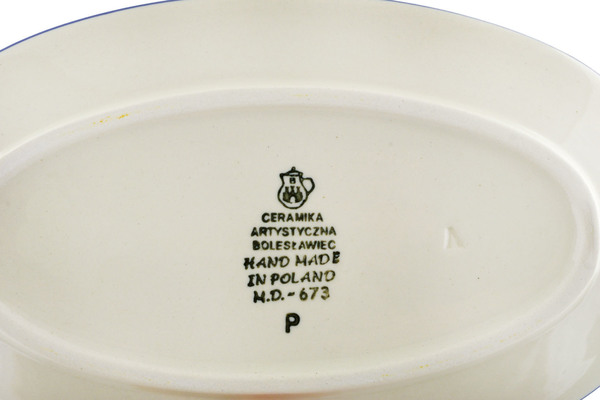 B
CERAMIKA
ARTYSTYCZNA
BOLESŁAWIEC
HAND MADE
IN POLAND
M.D.-673
P